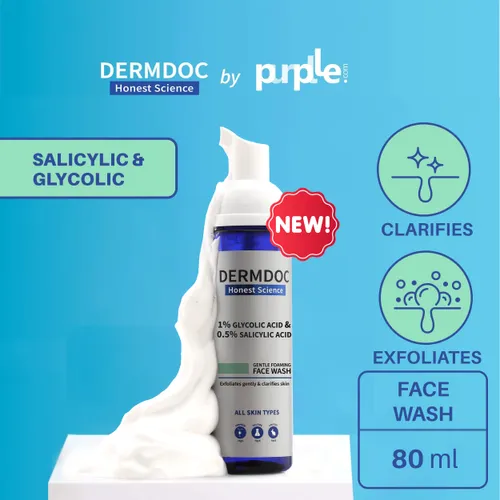 DERMDOC
Honest Science
by
purplle.com
SALICYLIC &
GLYCOLIC
NEW!
CLARIFIES
EXFOLIATES
DERMDOC
Honest Science
1% GLYCOLIC ACID &
0.5% SALICYLIC ACID
GENTLE FOAMING
FACE WASH
Exfoliates gently & clarifies skin
ALL SKIN TYPES
FACE
WASH
80 ml